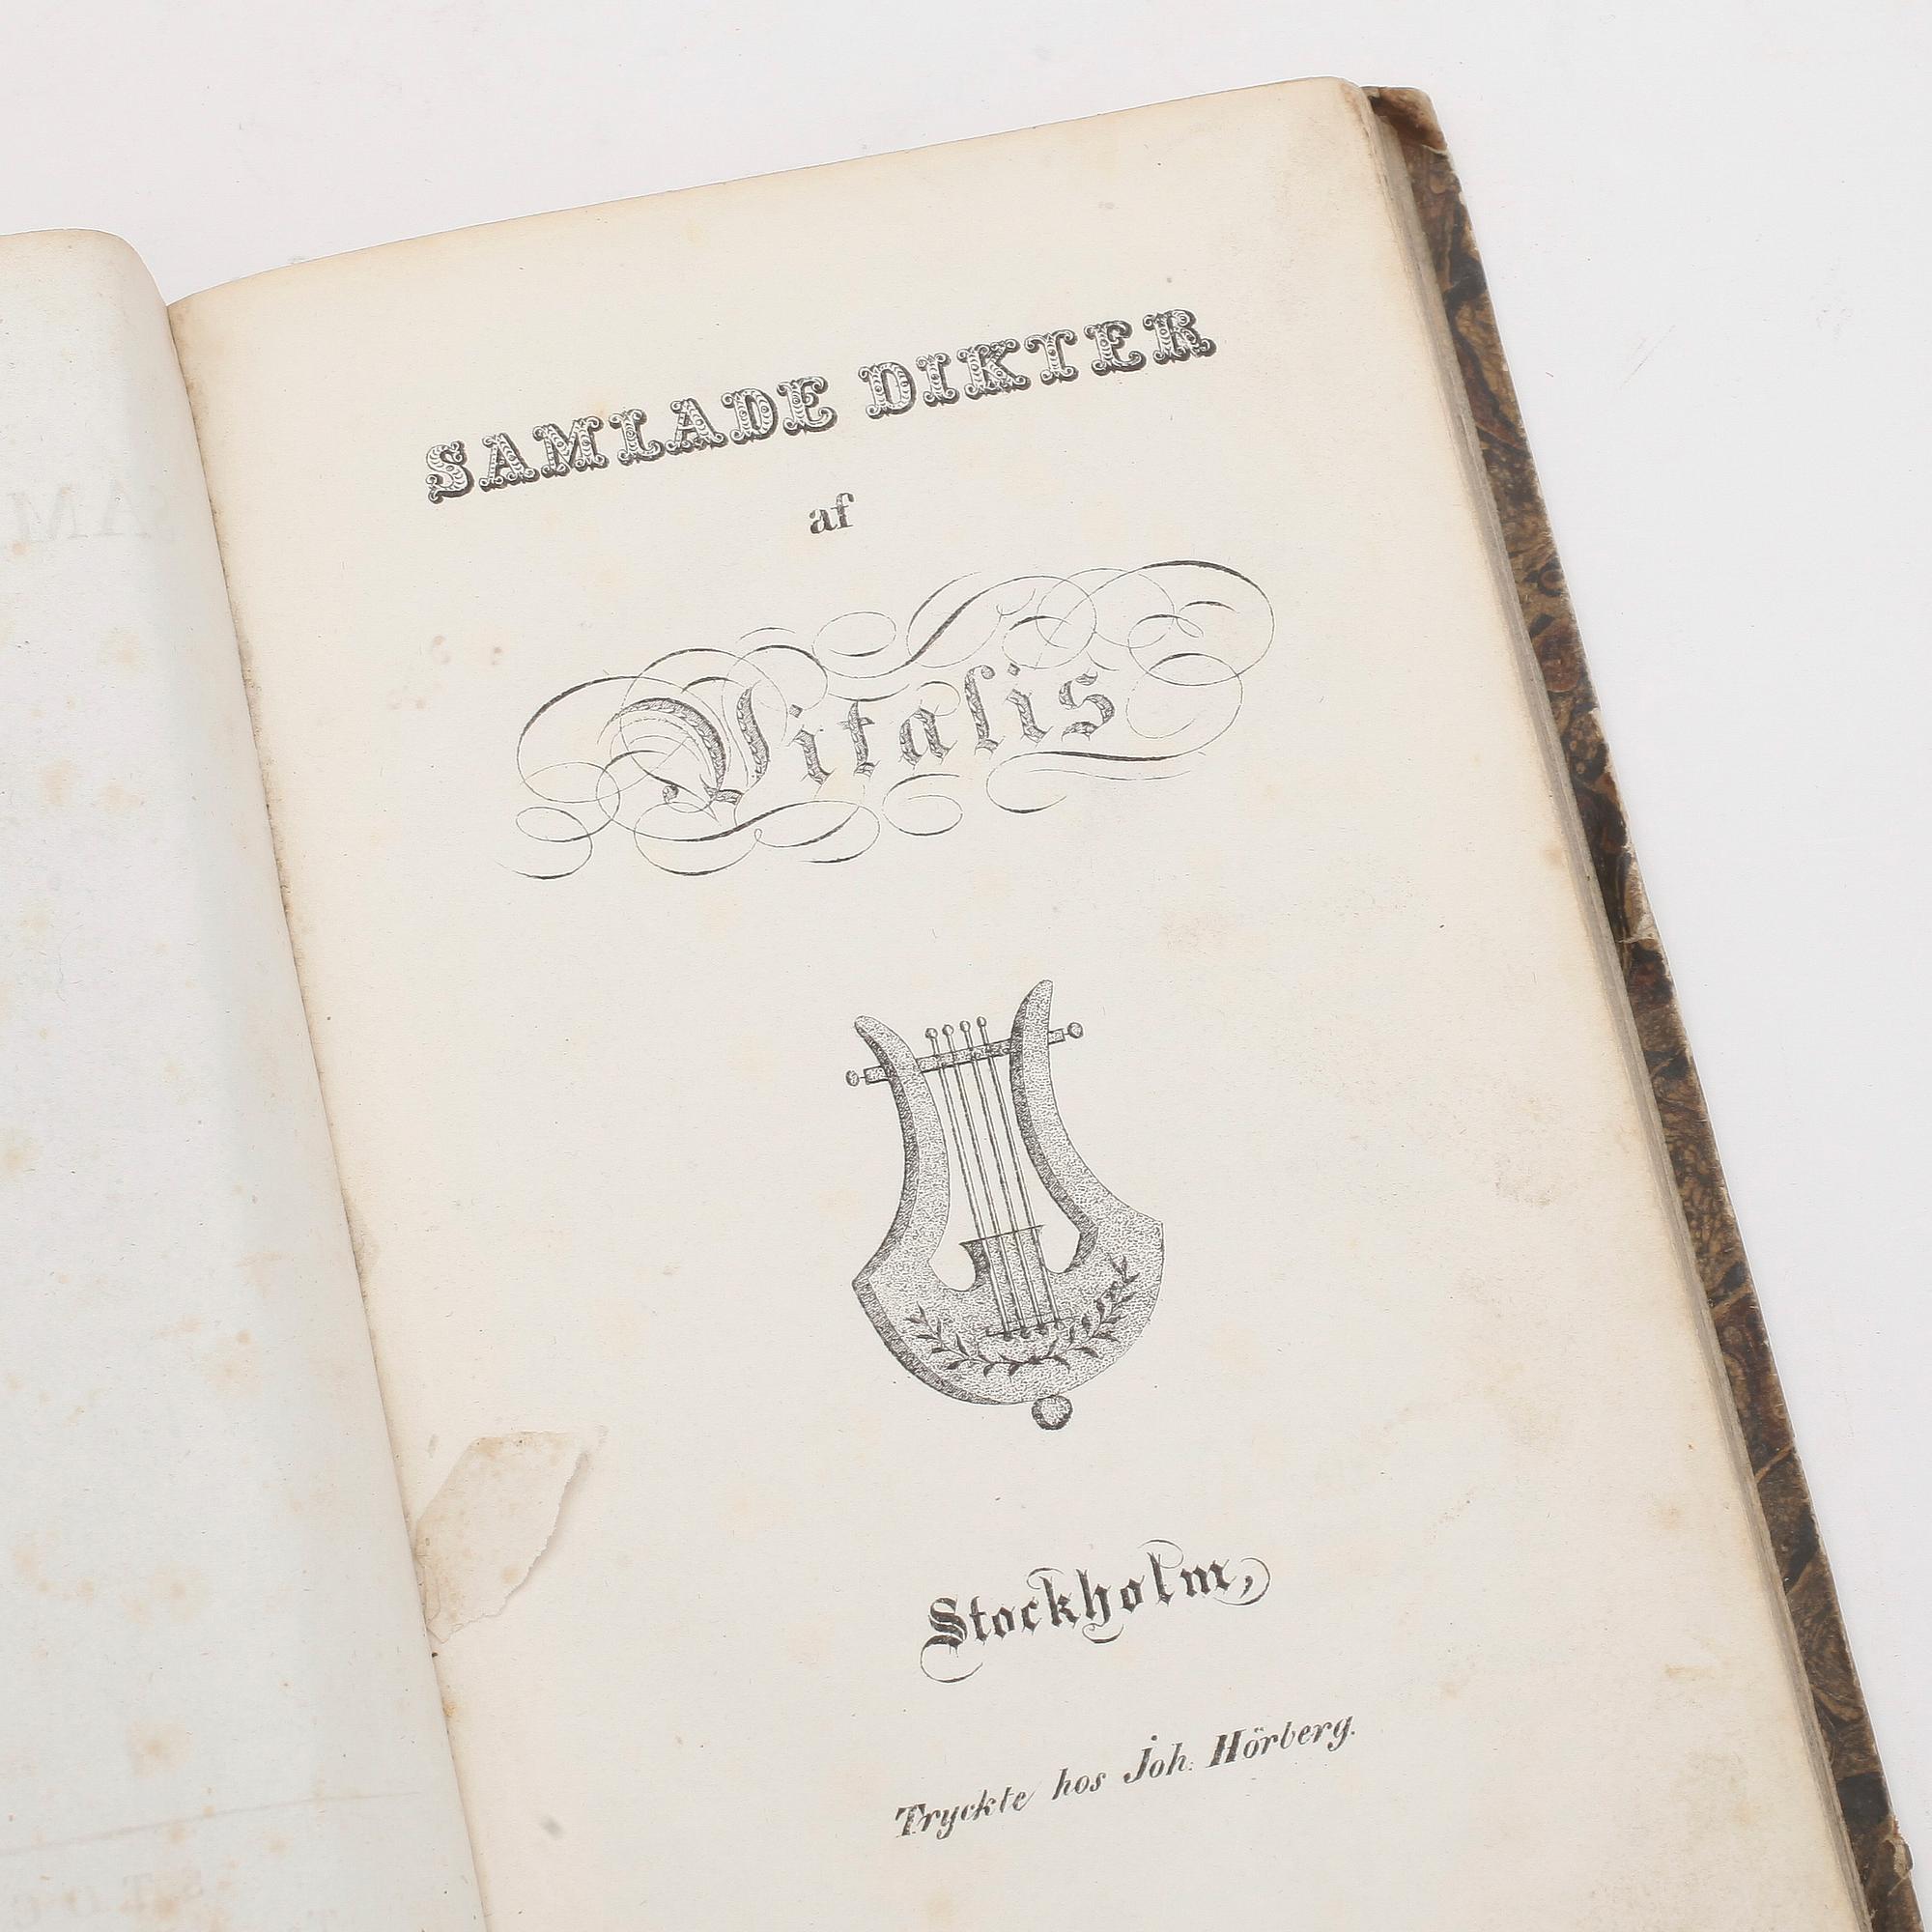 SAMLADE DIKTER
af
Vitalis
Stockholm,
Tryckte hos Joh. Hörberg.